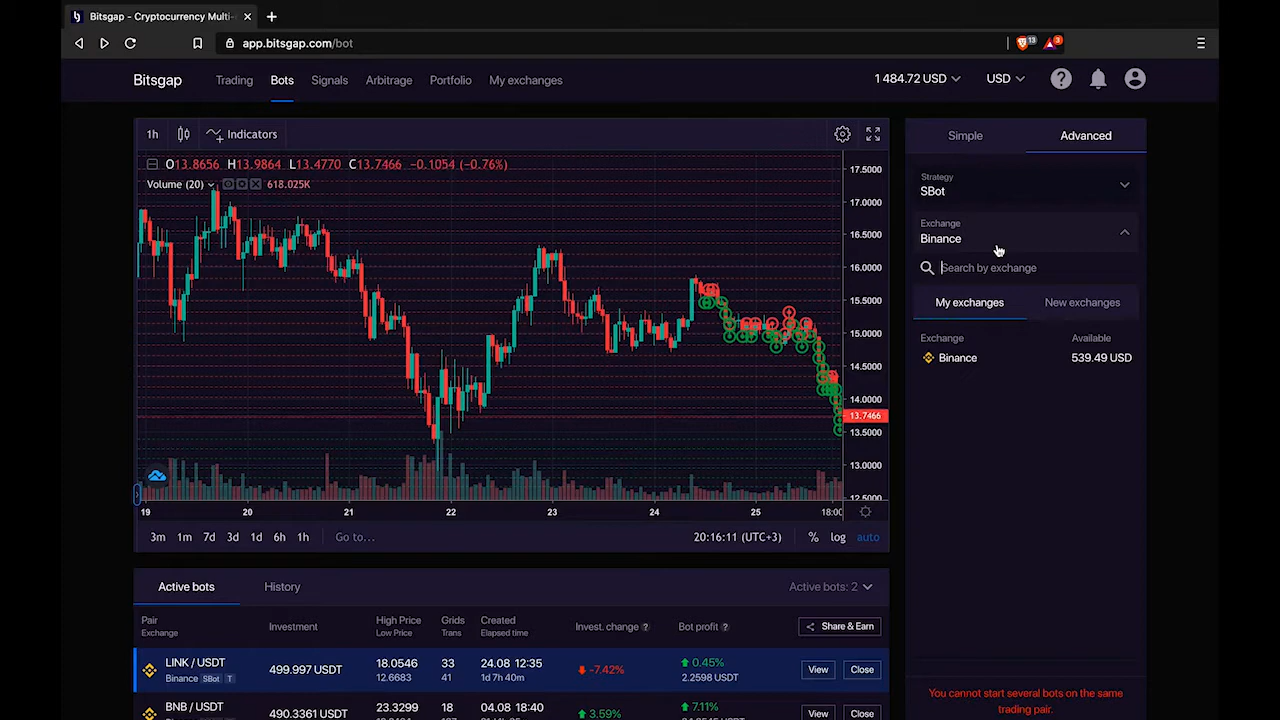 Bitsgap - Cryptocurrency Multi-
app.bitsgap.com/bot
13
3
Bitsgap
Trading
Bots
Signals
Arbitrage
Portfolio
My exchanges
1 484.72 USD
USD
1h
Indicators
O13.8656 H13.9864 L13.4770 C13.7466 -0.1054 (-0.76%)
Volume (20) 618.025K
17.5000
17.0000
16.5000
16.0000
15.5000
15.0000
14.5000
14.0000
13.7466
13.5000
13.0000
12.5000
19 20 21 22 23 24 25 18:00
3m 1m 7d 3d 1d 6h 1h Go to...
20:16:11 (UTC+3) % log auto
Simple
Advanced
Strategy
SBot
Exchange
Binance
Search by exchange
My exchanges
New exchanges
Exchange Available
Binance 539.49 USD
You cannot start several bots on the same
trading pair.
Active bots
History
Active bots: 2
Pair
Exchange
Investment
High Price
Low Price
Grids
Trans
Created
Elapsed time
Invest. change ?
Bot profit ?
Share & Earn
LINK / USDT
Binance SBot T
499.997 USDT
18.0546
12.6683
33
41
24.08 12:35
1d 7h 40m
-7.42%
0.45%
2.2598 USDT
View
Close
BNB / USDT
Binance SBot T
490.3361 USDT
23.3299
18
04.08 18:40
3.59%
7.11%
View
Close